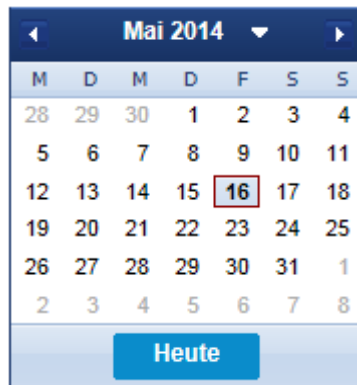 Mai 2014
M D M D F S S
28 29 30 1 2 3 4
5 6 7 8 9 10 11
12 13 14 15 16 17 18
19 20 21 22 23 24 25
26 27 28 29 30 31 1
2 3 4 5 6 7 8
Heute